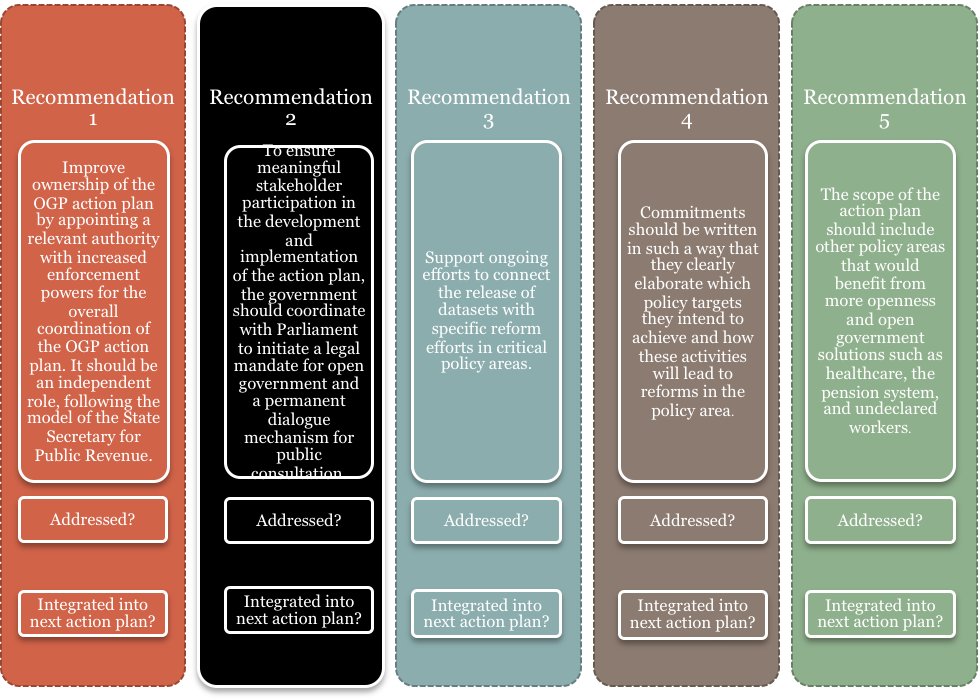 Recommendation
1
Improve
ownership of the
OGP action plan
by appointing a
relevant authority
with increased
enforcement
powers for the
overall
coordination of
the OGP action
plan. It should be
an independent
role, following the
model of the State
Secretary for
Public Revenue.
Addressed?
Integrated into
next action plan?
Recommendation
2
To ensure
meaningful
stakeholder
participation in
the development
and
implementation
of the action plan,
the government
should coordinate
with Parliament
to initiate a legal
mandate for open
government and
a permanent
dialogue
mechanism for
public
consultation.
Addressed?
Integrated into
next action plan?
Recommendation
3
Support ongoing
efforts to connect
the release of
datasets with
specific reform
efforts in critical
policy areas.
Addressed?
Integrated into
next action plan?
Recommendation
4
Commitments
should be written
in such a way that
they clearly
elaborate which
policy targets
they intend to
achieve and how
these activities
will lead to
reforms in the
policy area.
Addressed?
Integrated into
next action plan?
Recommendation
5
The scope of the
action plan
should include
other policy areas
that would
benefit from
more openness
and open
government
solutions such as
healthcare, the
pension system,
and undeclared
workers.
Addressed?
Integrated into
next action plan?